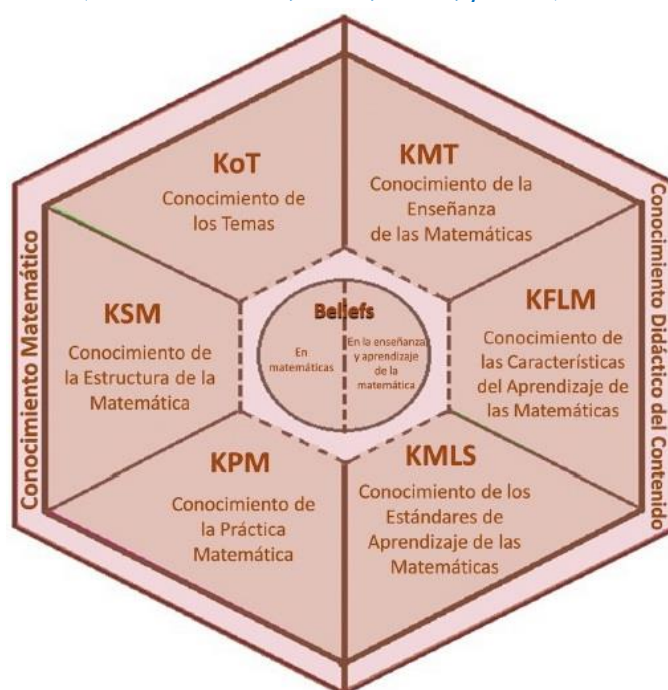 KoT
Conocimiento de
los Temas
KMT
Conocimiento de la
Enseñanza
de las Matemáticas
Conocimiento Matemático
KSM
Conocimiento de
la Estructura de la
Matemática
Beliefs
En
matemáticas
En la enseñanza
y aprendizaje
de la
matemática
KFLM
Conocimiento de
las Características
del Aprendizaje de
las Matemáticas
Conocimiento Didáctico del Contenido
KPM
Conocimiento de
la Práctica
Matemática
KMLS
Conocimiento de los
Estándares de
Aprendizaje de las
Matemáticas